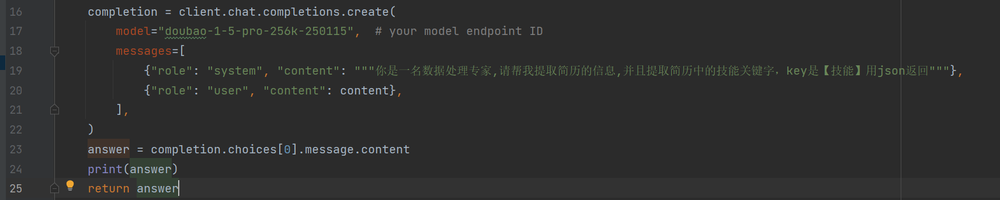 16 completion = client.chat.completions.create(
17 model="doubao-1-5-pro-256k-250115",  # your model endpoint ID
18 messages=[
19 {"role": "system", "content": """你是一名数据处理专家,请帮我提取简历的信息,并且提取简历中的技能关键字，key是【技能】用json返回"""},
20 {"role": "user", "content": content},
21 ],
22 )
23 answer = completion.choices[0].message.content
24 print(answer)
25 return answer